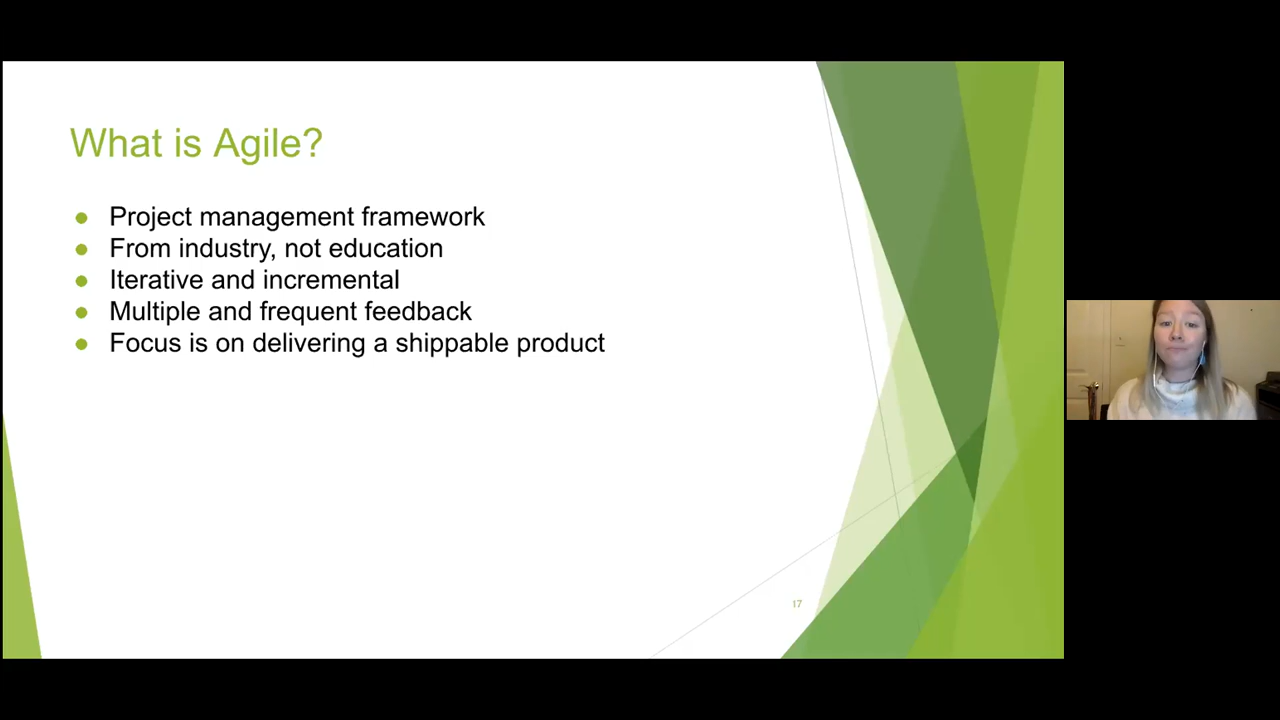 What is Agile?
● Project management framework
● From industry, not education
● Iterative and incremental
● Multiple and frequent feedback
● Focus is on delivering a shippable product
17